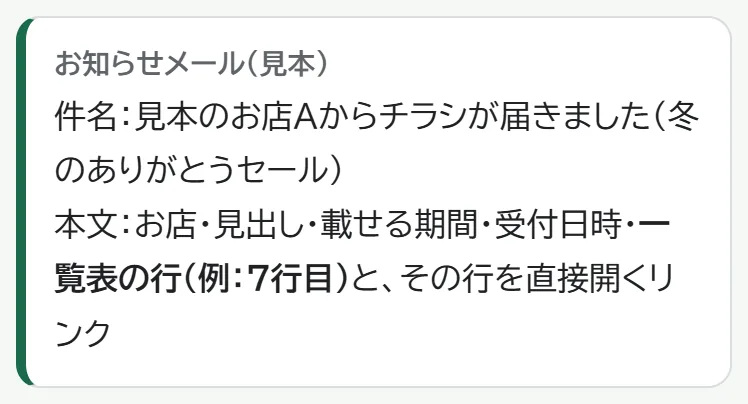 お知らせメール(見本)
件名：見本のお店Aからチラシが届きました(冬
のありがとうセール)
本文：お店・見出し・載せる期間・受付日時・一
覧表の行(例：7行目)と、その行を直接開くリ
ンク